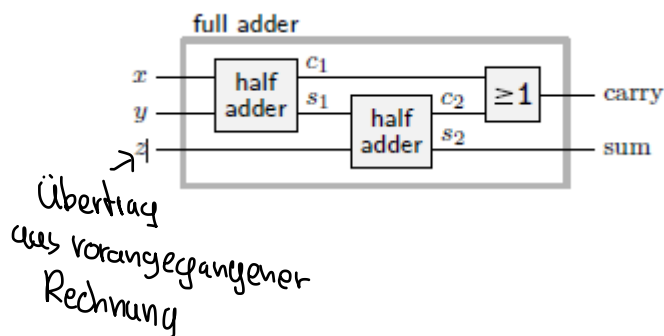 full adder
x
half
adder
c₁
≥1
carry
y
s₁
half
adder
c₂
z
s₂
sum
Übertrag
aus vorangegangener
Rechnung